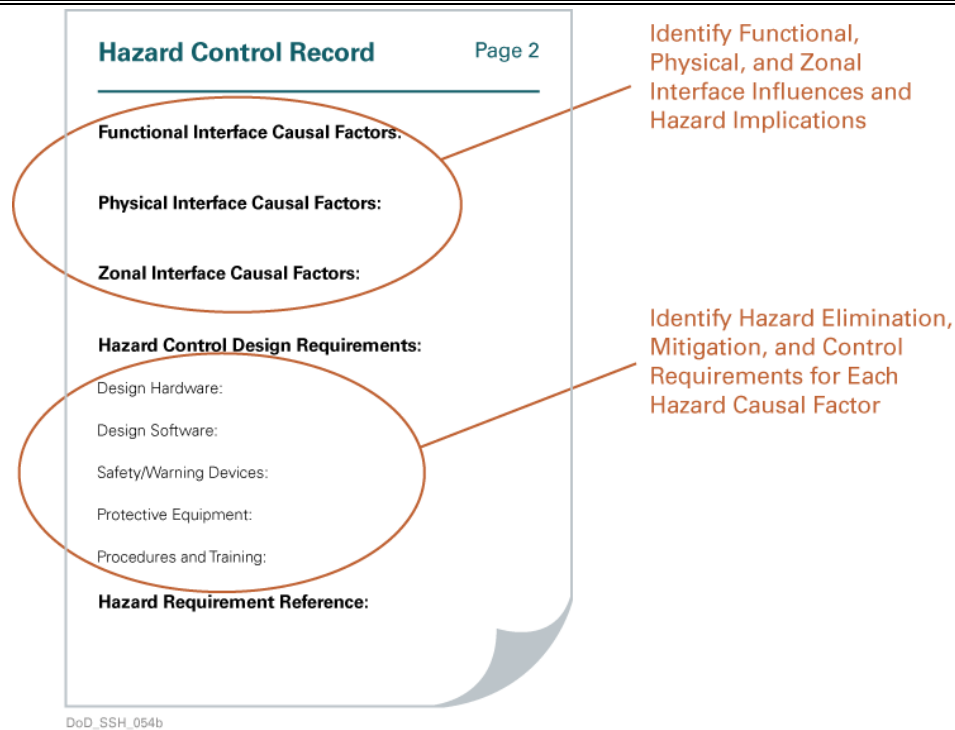 Hazard Control Record
Page 2
Functional Interface Causal Factors:
Physical Interface Causal Factors:
Zonal Interface Causal Factors:
Hazard Control Design Requirements:
Design Hardware:
Design Software:
Safety/Warning Devices:
Protective Equipment:
Procedures and Training:
Hazard Requirement Reference:
Identify Functional,
Physical, and Zonal
Interface Influences and
Hazard Implications
Identify Hazard Elimination,
Mitigation, and Control
Requirements for Each
Hazard Causal Factor
DoD_SSH_054b